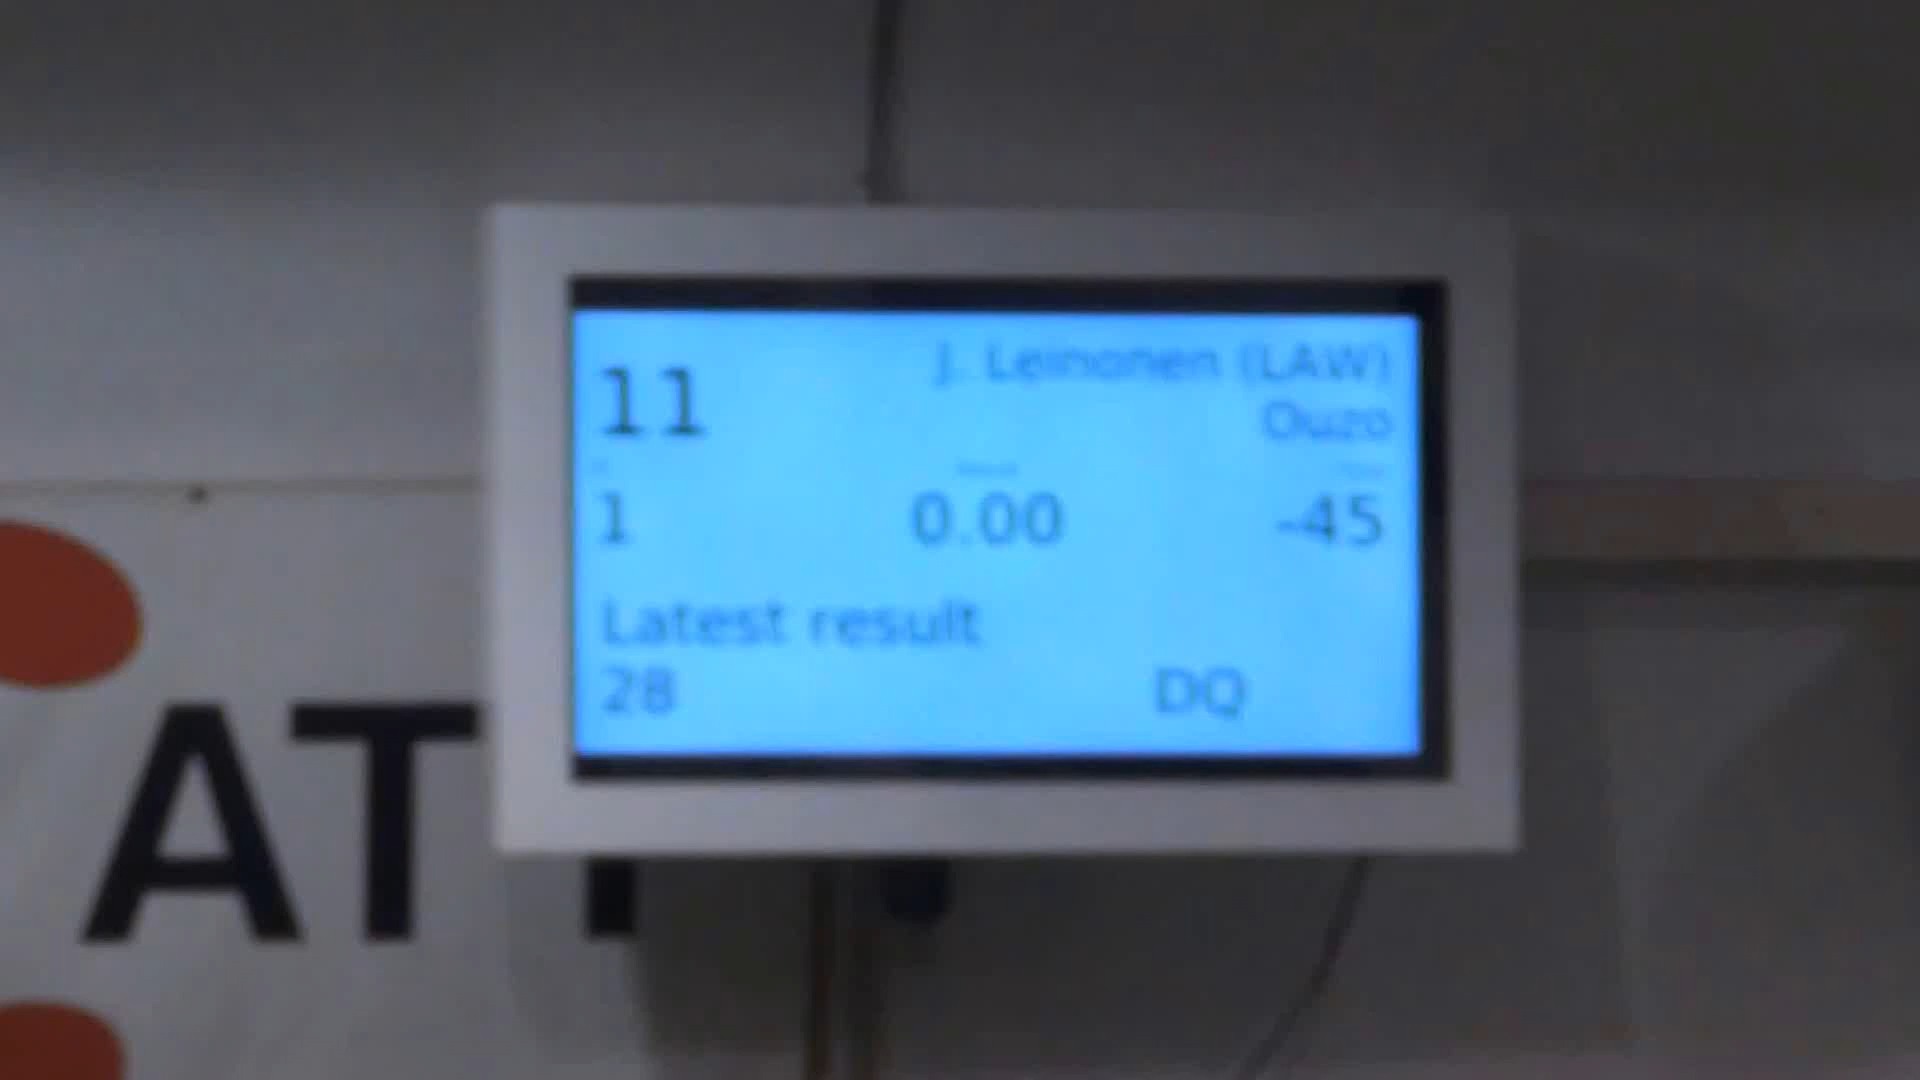 11
J. Leinonen (LAW)
Ouzo
1 0.00 -45
Latest result
28 DQ
AT